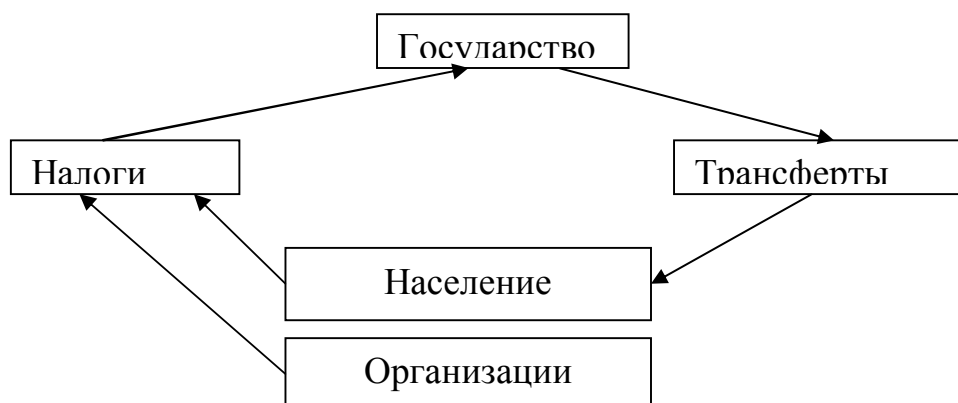 Государство
Налоги
Трансферты
Население
Организации